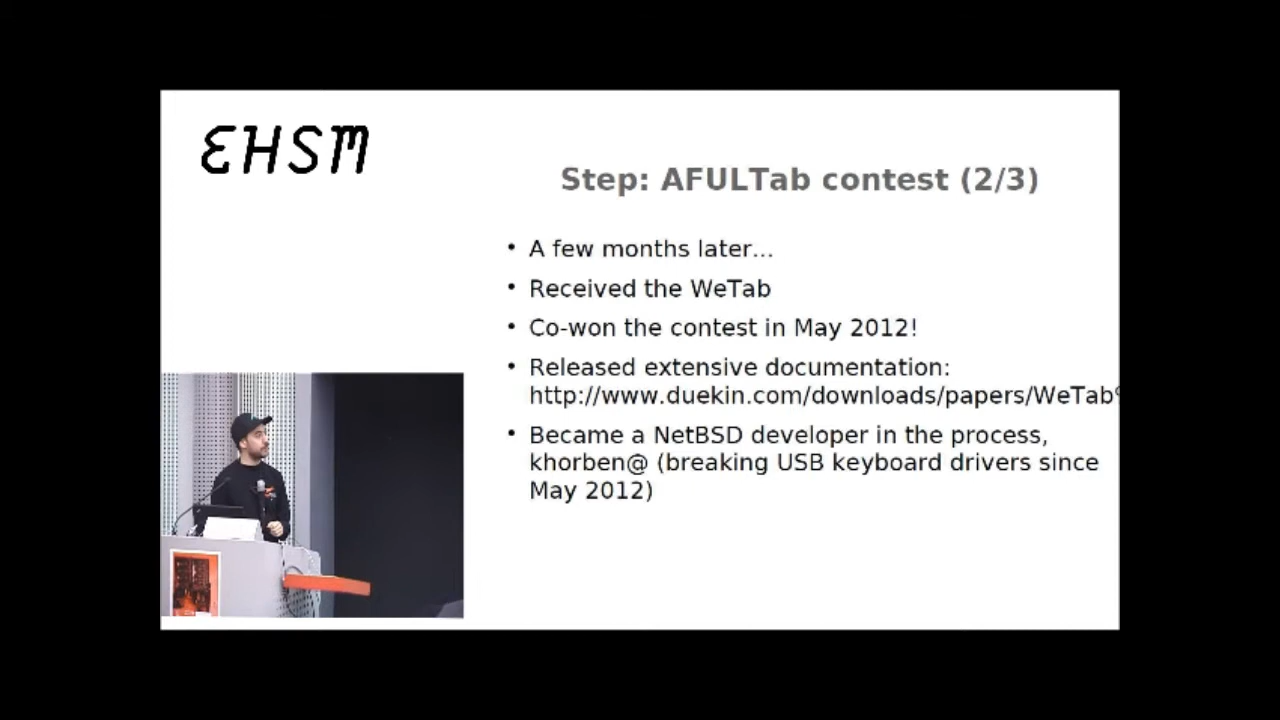 EHSM
Step: AFULTab contest (2/3)
• A few months later...
• Received the WeTab
• Co-won the contest in May 2012!
• Released extensive documentation:
http://www.duekin.com/downloads/papers/WeTab
• Became a NetBSD developer in the process,
khorben@ (breaking USB keyboard drivers since
May 2012)